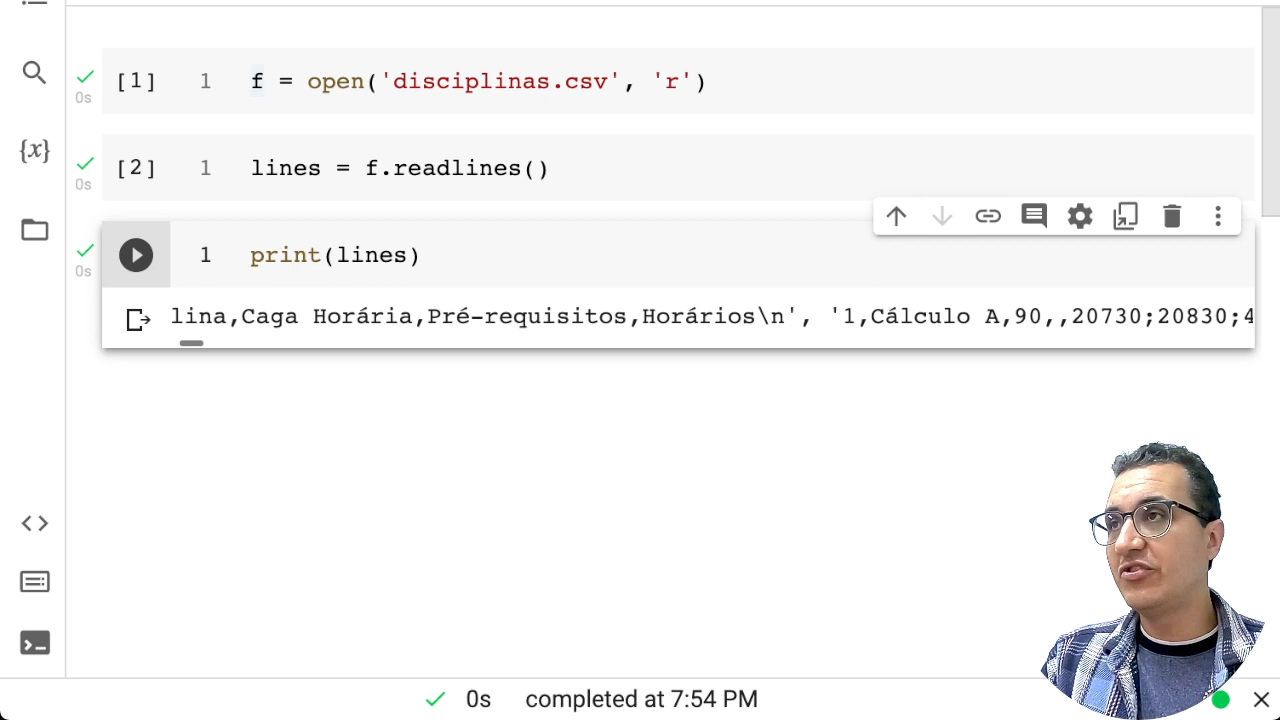 [1] 1 f = open('disciplinas.csv', 'r')
0s
[2] 1 lines = f.readlines()
0s
{x}
1 print(lines)
0s
lina,Caga Horária,Pré-requisitos,Horários\n', '1,Cálculo A,90,,20730;20830;4
0s completed at 7:54 PM